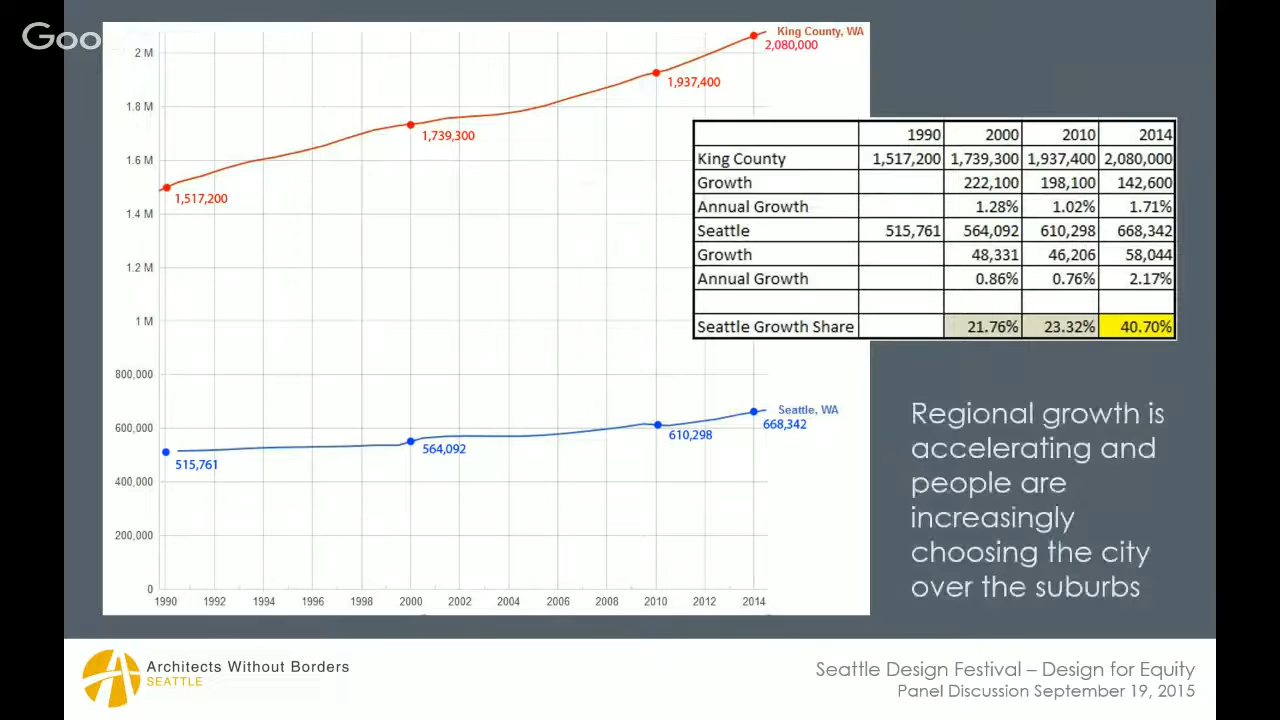 Goo
King County, WA
2,080,000
2 M
1,937,400
1.8 M
1,739,300
1.6 M
1,517,200
1.4 M
1.2 M
1 M
800,000
Seattle, WA
668,342
600,000
610,298
564,092
515,761
400,000
200,000
0
1990 1992 1994 1996 1998 2000 2002 2004 2006 2008 2010 2012 2014
1990 2000 2010 2014
King County 1,517,200 1,739,300 1,937,400 2,080,000
Growth 222,100 198,100 142,600
Annual Growth 1.28% 1.02% 1.71%
Seattle 515,761 564,092 610,298 668,342
Growth 48,331 46,206 58,044
Annual Growth 0.86% 0.76% 2.17%
Seattle Growth Share 21.76% 23.32% 40.70%
Regional growth is
accelerating and
people are
increasingly
choosing the city
over the suburbs
Architects Without Borders
SEATTLE
Seattle Design Festival – Design for Equity
Panel Discussion September 19, 2015